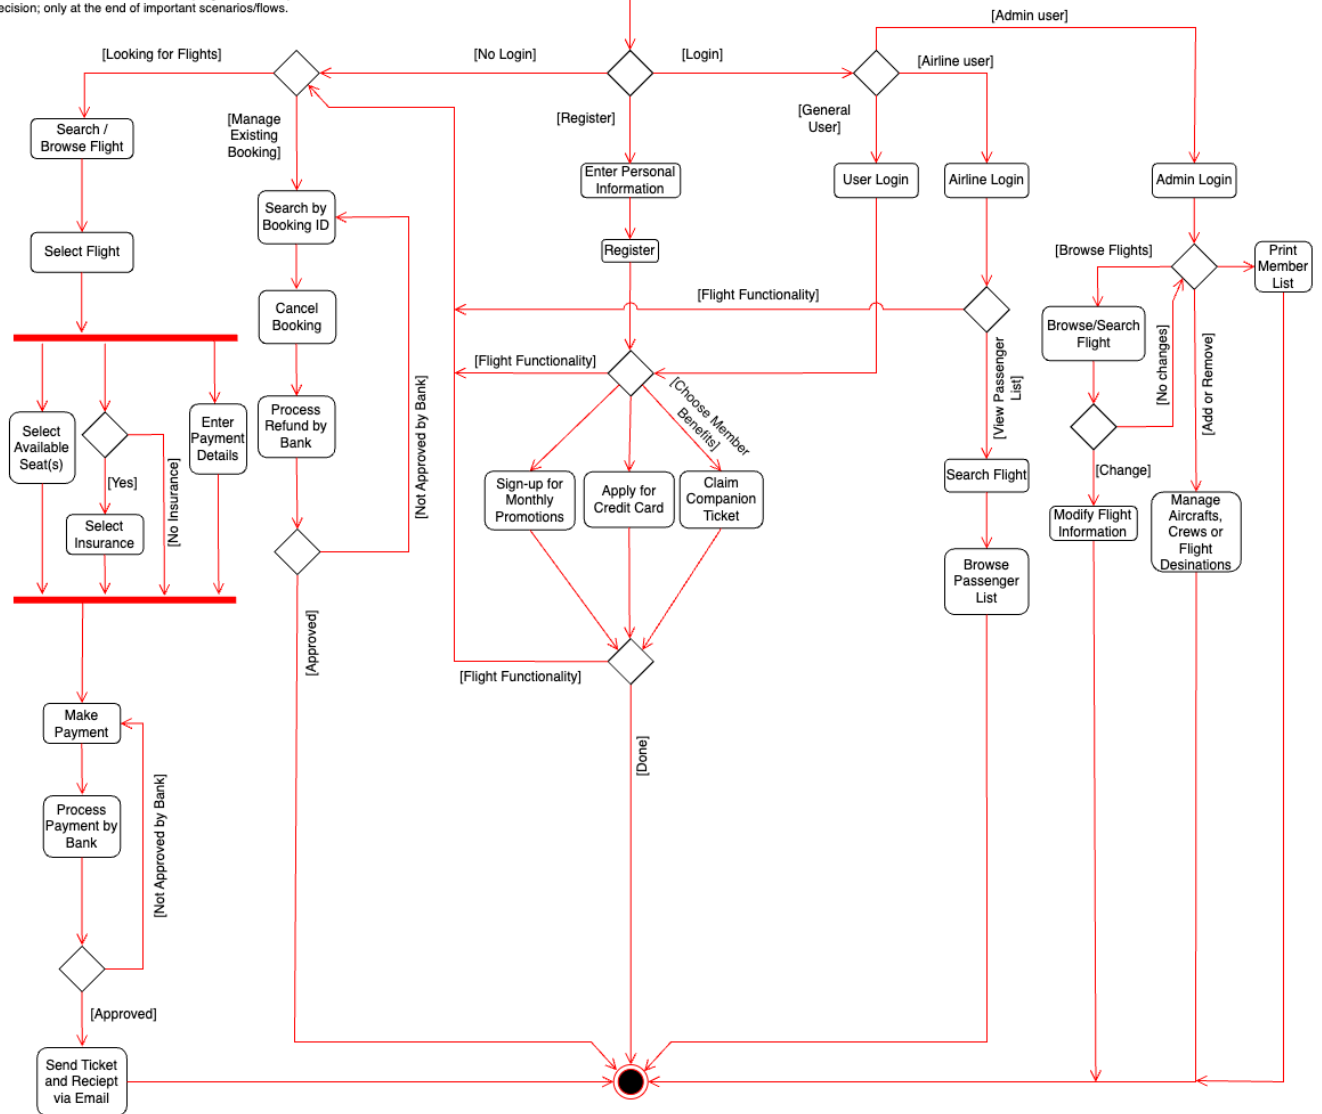 ecision; only at the end of important scenarios/flows.
[Admin user]
[Looking for Flights]
[No Login]
[Login]
[Airline user]
[Manage
Existing
Booking]
[Register]
[General
User]
Search /
Browse Flight
Enter Personal
Information
User Login
Airline Login
Admin Login
Search by
Booking ID
Select Flight
Register
[Browse Flights]
Print
Member
List
[Flight Functionality]
Cancel
Booking
Browse/Search
Flight
[No changes]
[Add or Remove]
[Flight Functionality]
[Choose Member
Benefits]
[View Passenger
List]
[Not Approved by Bank]
Process
Refund by
Bank
Select
Available
Seat(s)
Enter
Payment
Details
[Yes]
[No Insurance]
Select
Insurance
Sign-up for
Monthly
Promotions
Apply for
Credit Card
Claim
Companion
Ticket
Search Flight
[Change]
Modify Flight
Information
Manage
Aircrafts,
Crews or
Flight
Desinations
Browse
Passenger
List
[Approved]
[Flight Functionality]
[Done]
Make
Payment
Process
Payment by
Bank
[Not Approved by Bank]
[Approved]
Send Ticket
and Reciept
via Email